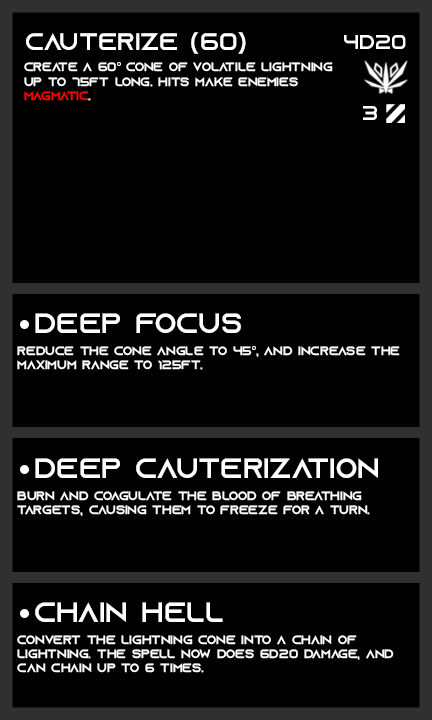 CAUTERIZE (60)
4D20
CREATE A 60° CONE OF VOLATILE LIGHTNING
UP TO 75FT LONG. HITS MAKE ENEMIES
MAGMATIC.
3
•DEEP FOCUS
REDUCE THE CONE ANGLE TO 45°, AND INCREASE THE
MAXIMUM RANGE TO 125FT.
•DEEP CAUTERIZATION
BURN AND COAGULATE THE BLOOD OF BREATHING
TARGETS, CAUSING THEM TO FREEZE FOR A TURN.
•CHAIN HELL
CONVERT THE LIGHTNING CONE INTO A CHAIN OF
LIGHTNING. THE SPELL NOW DOES 6D20 DAMAGE, AND
CAN CHAIN UP TO 6 TIMES.